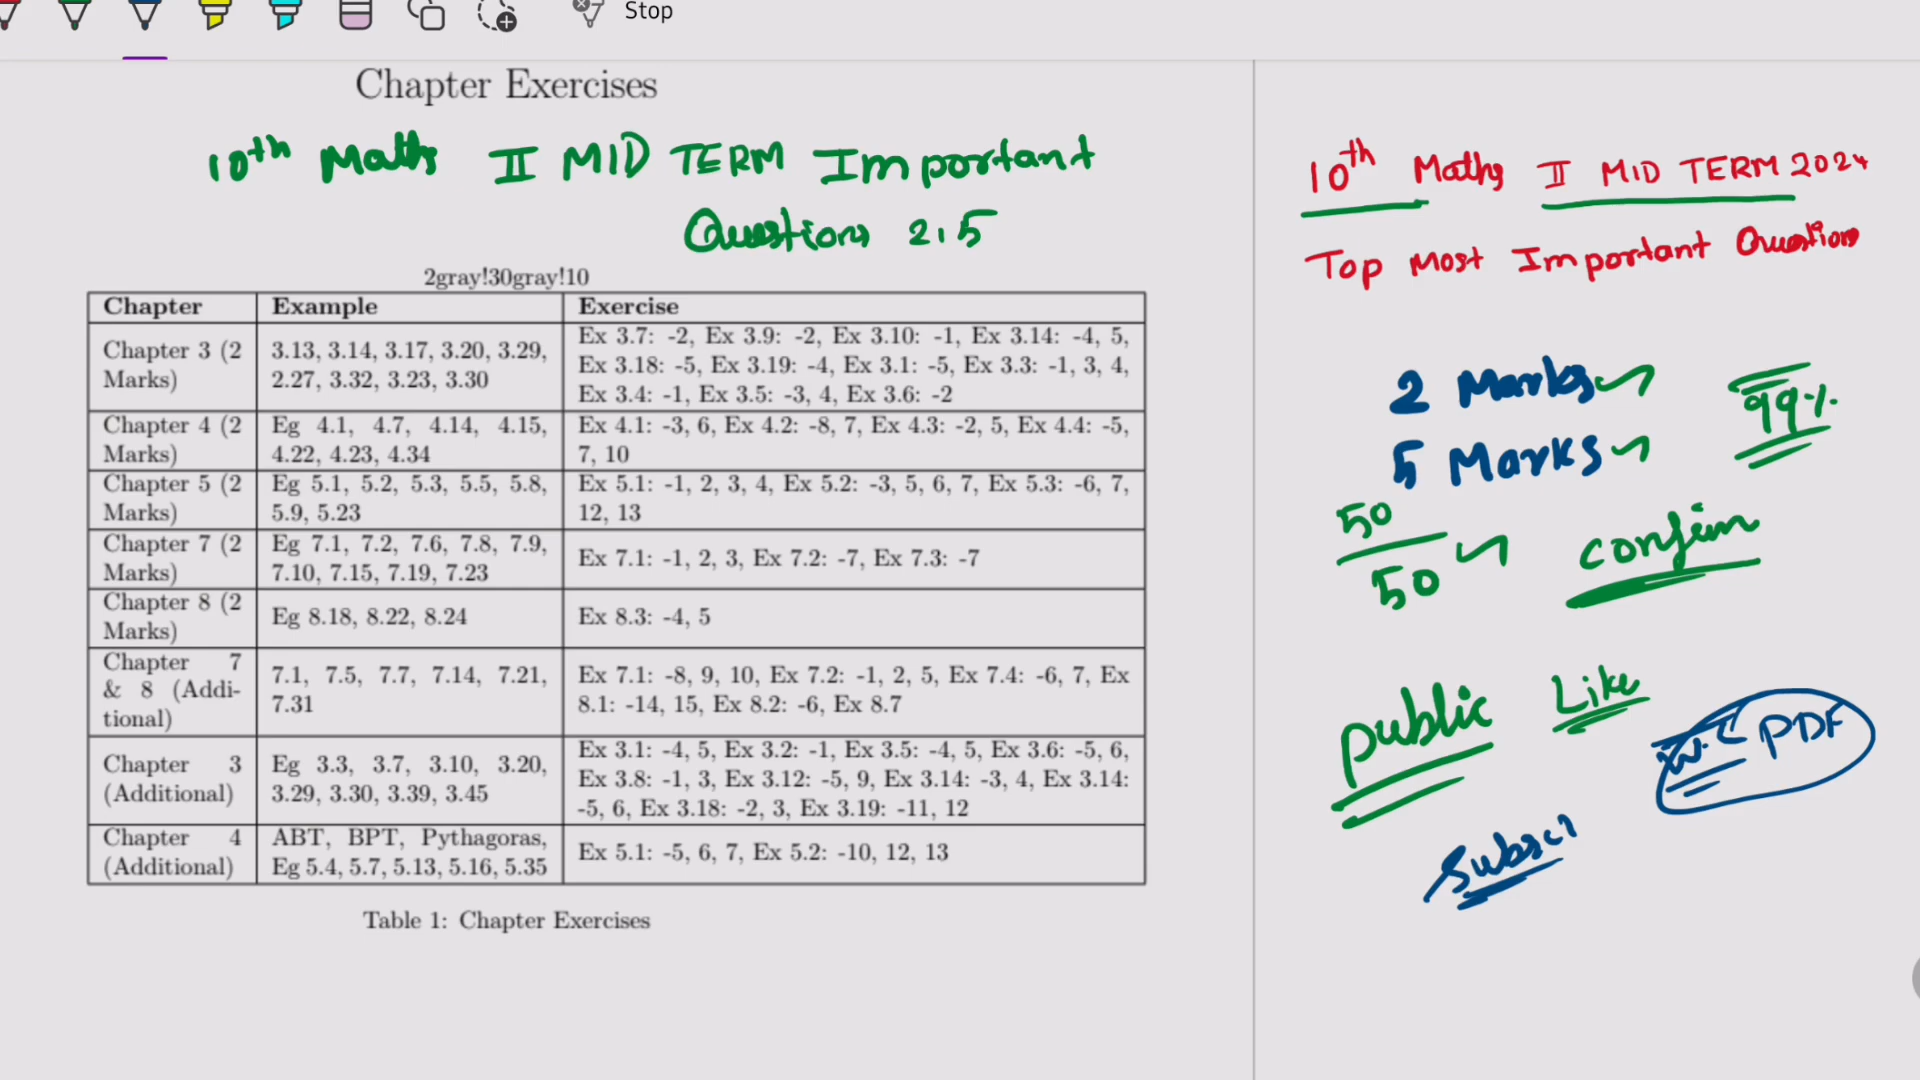 Stop
Chapter Exercises
10th Maths II MID TERM Important
Questions 2,5
2gray!30gray!10
Chapter Example Exercise
Chapter 3 (2 Marks) 3.13, 3.14, 3.17, 3.20, 3.29, 2.27, 3.32, 3.23, 3.30 Ex 3.7: -2, Ex 3.9: -2, Ex 3.10: -1, Ex 3.14: -4, 5, Ex 3.18: -5, Ex 3.19: -4, Ex 3.1: -5, Ex 3.3: -1, 3, 4, Ex 3.4: -1, Ex 3.5: -3, 4, Ex 3.6: -2
Chapter 4 (2 Marks) Eg 4.1, 4.7, 4.14, 4.15, 4.22, 4.23, 4.34 Ex 4.1: -3, 6, Ex 4.2: -8, 7, Ex 4.3: -2, 5, Ex 4.4: -5, 7, 10
Chapter 5 (2 Marks) Eg 5.1, 5.2, 5.3, 5.5, 5.8, 5.9, 5.23 Ex 5.1: -1, 2, 3, 4, Ex 5.2: -3, 5, 6, 7, Ex 5.3: -6, 7, 12, 13
Chapter 7 (2 Marks) Eg 7.1, 7.2, 7.6, 7.8, 7.9, 7.10, 7.15, 7.19, 7.23 Ex 7.1: -1, 2, 3, Ex 7.2: -7, Ex 7.3: -7
Chapter 8 (2 Marks) Eg 8.18, 8.22, 8.24 Ex 8.3: -4, 5
Chapter 7 & 8 (Addi-tional) 7.1, 7.5, 7.7, 7.14, 7.21, 7.31 Ex 7.1: -8, 9, 10, Ex 7.2: -1, 2, 5, Ex 7.4: -6, 7, Ex 8.1: -14, 15, Ex 8.2: -6, Ex 8.7
Chapter 3 (Additional) Eg 3.3, 3.7, 3.10, 3.20, 3.29, 3.30, 3.39, 3.45 Ex 3.1: -4, 5, Ex 3.2: -1, Ex 3.5: -4, 5, Ex 3.6: -5, 6, Ex 3.8: -1, 3, Ex 3.12: -5, 9, Ex 3.14: -3, 4, Ex 3.14: -5, 6, Ex 3.18: -2, 3, Ex 3.19: -11, 12
Chapter 4 (Additional) ABT, BPT, Pythagoras, Eg 5.4, 5.7, 5.13, 5.16, 5.35 Ex 5.1: -5, 6, 7, Ex 5.2: -10, 12, 13
Table 1: Chapter Exercises
10th Maths II MID TERM 2024
Top Most Important Questions
2 Marks
99%
5 Marks
50
50
confirm
public Like
PDF
Subscr